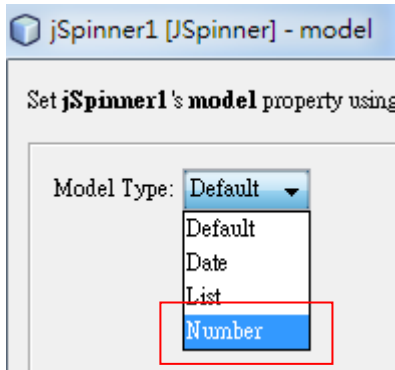 jSpinner1 [JSpinner] - model
Set jSpinner1's model property using
Model Type: Default
Default
Date
List
Number